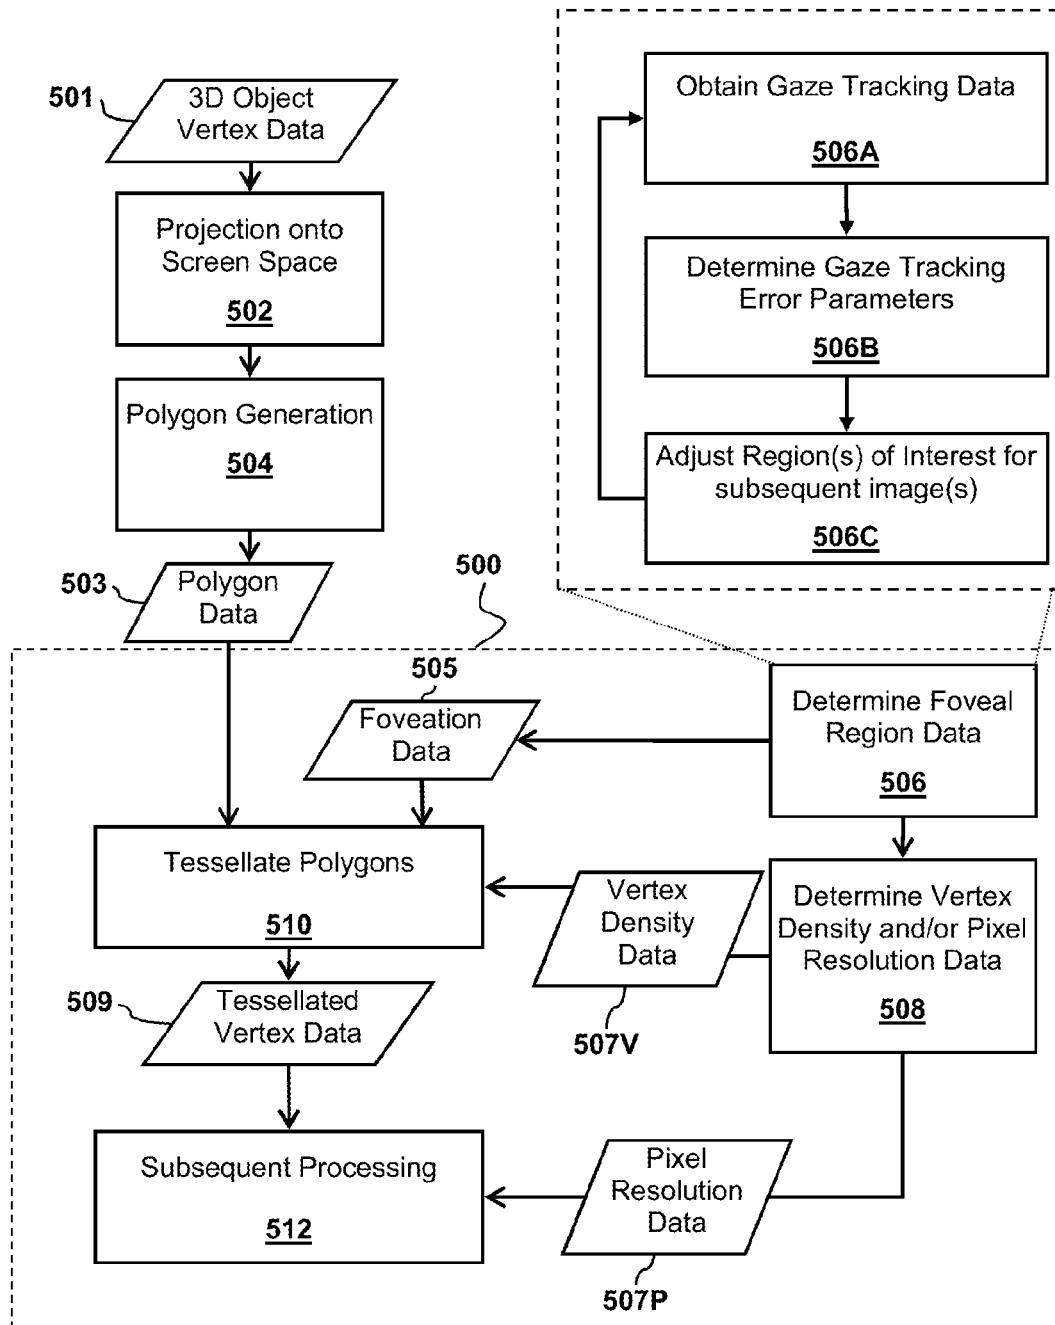 501
3D Object
Vertex Data
Projection onto
Screen Space
502
Polygon Generation
504
503
Polygon
Data
Obtain Gaze Tracking Data
506A
Determine Gaze Tracking
Error Parameters
506B
Adjust Region(s) of Interest for
subsequent image(s)
506C
500
505
Foveation
Data
Determine Foveal
Region Data
506
Tessellate Polygons
510
Vertex
Density
Data
507V
Determine Vertex
Density and/or Pixel
Resolution Data
508
509
Tessellated
Vertex Data
Subsequent Processing
512
Pixel
Resolution
Data
507P